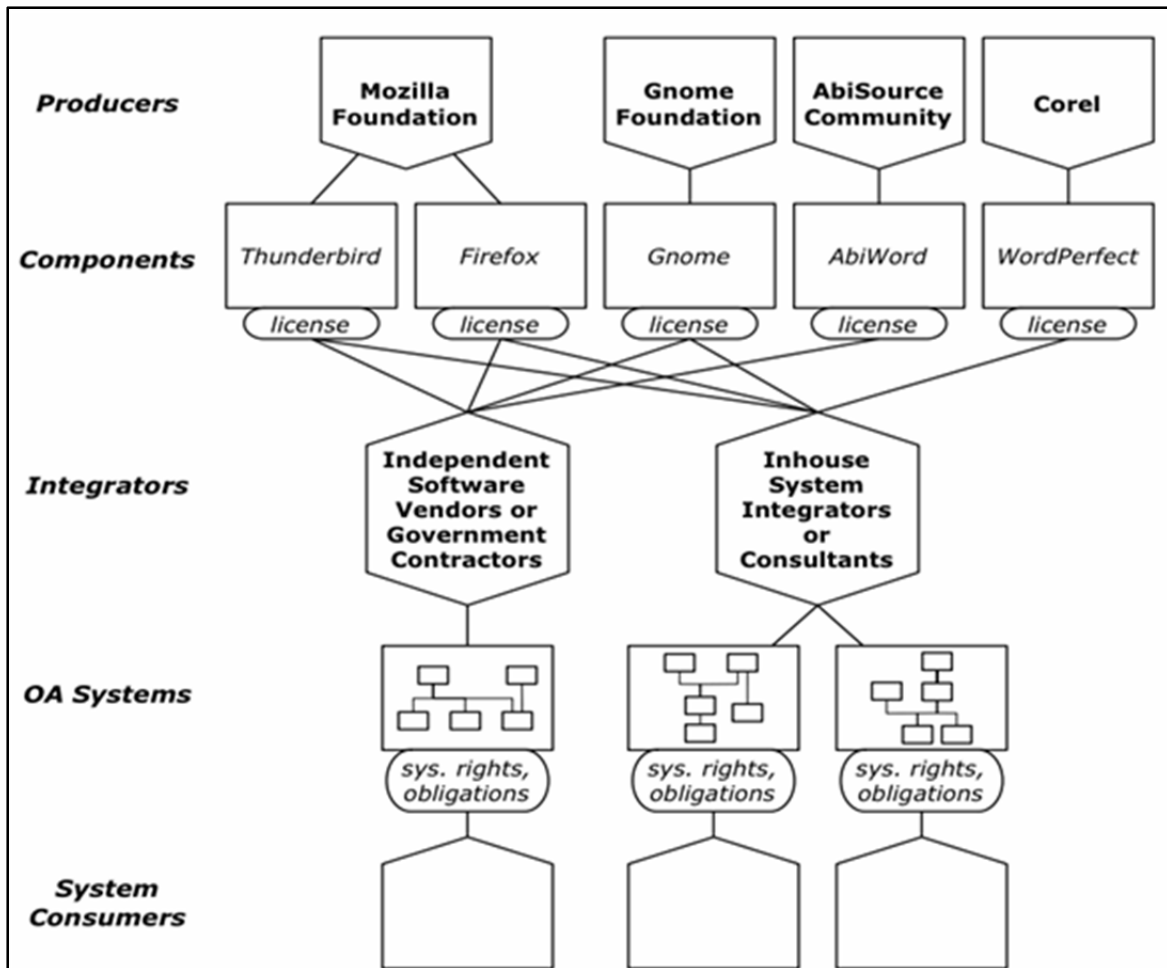 Producers
Mozilla
Foundation
Gnome
Foundation
AbiSource
Community
Corel
Components
Thunderbird
Firefox
Gnome
AbiWord
WordPerfect
license
license
license
license
license
Integrators
Independent
Software
Vendors or
Government
Contractors
Inhouse
System
Integrators
or
Consultants
OA Systems
sys. rights,
obligations
sys. rights,
obligations
sys. rights,
obligations
System
Consumers